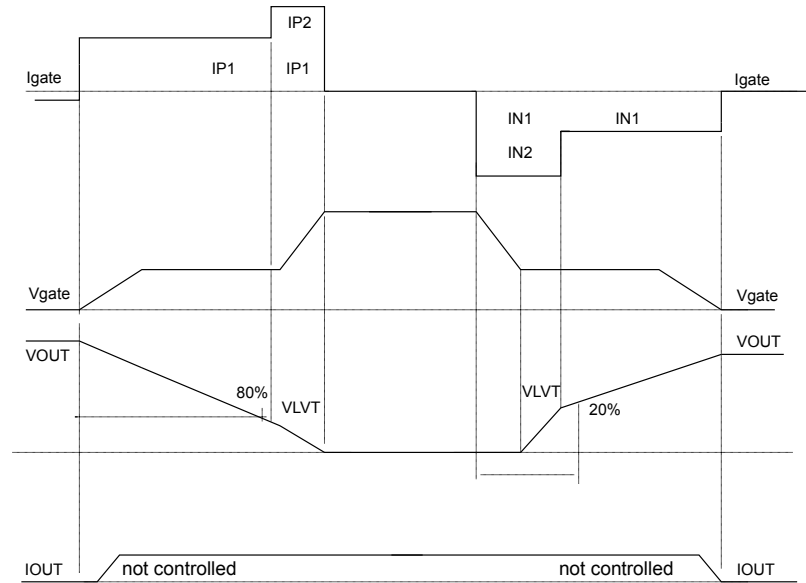 IP2
IP1 IP1
Igate Igate
IN1 IN1
IN2
Vgate Vgate
VOUT VOUT
80% VLVT VLVT
20%
IOUT not controlled not controlled IOUT